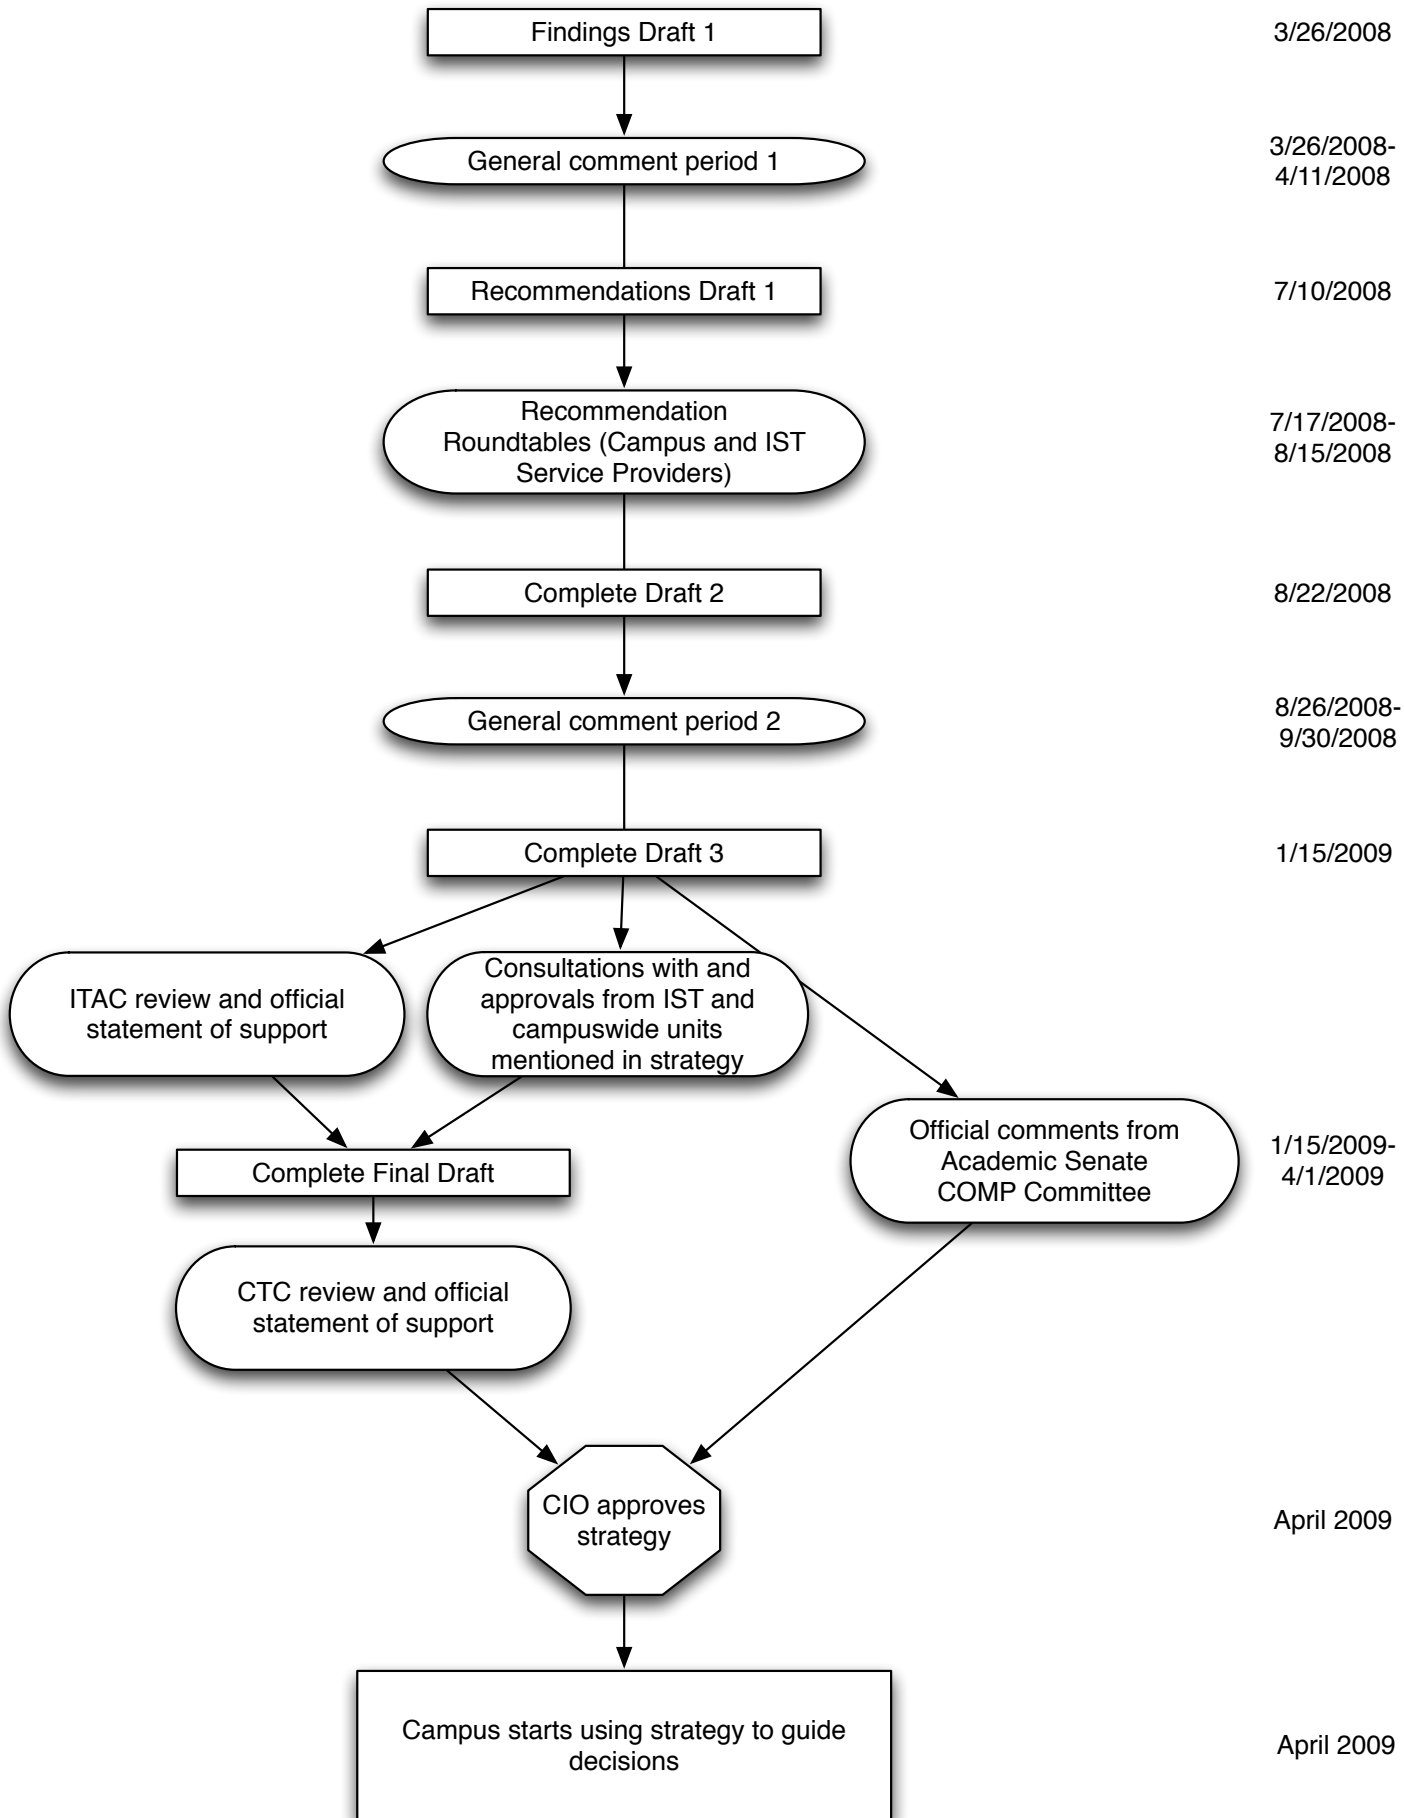 Findings Draft 1
3/26/2008
General comment period 1
3/26/2008-
4/11/2008
Recommendations Draft 1
7/10/2008
Recommendation
Roundtables (Campus and IST
Service Providers)
7/17/2008-
8/15/2008
Complete Draft 2
8/22/2008
General comment period 2
8/26/2008-
9/30/2008
Complete Draft 3
1/15/2009
ITAC review and official
statement of support
Consultations with and
approvals from IST and
campuswide units
mentioned in strategy
Official comments from
Academic Senate
COMP Committee
1/15/2009-
4/1/2009
Complete Final Draft
CTC review and official
statement of support
CIO approves
strategy
April 2009
Campus starts using strategy to guide
decisions
April 2009